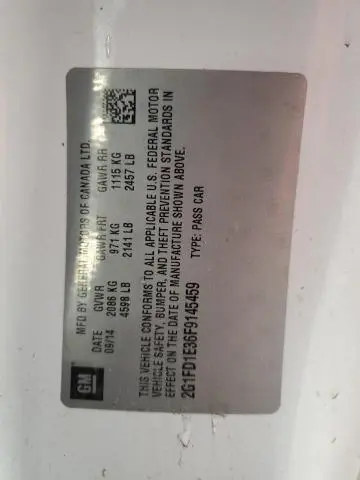 MFD BY GENERAL MOTORS OF CANADA LTD.
DATE GVWR GAWR FRT GAWR RR
09/14 2086 KG 971 KG 1115 KG
4598 LB 2141 LB 2457 LB
GM
THIS VEHICLE CONFORMS TO ALL APPLICABLE U.S. FEDERAL MOTOR
VEHICLE SAFETY, BUMPER, AND THEFT PREVENTION STANDARDS IN
EFFECT ON THE DATE OF MANUFACTURE SHOWN ABOVE.
2G1FD1E36F9145459 TYPE: PASS CAR